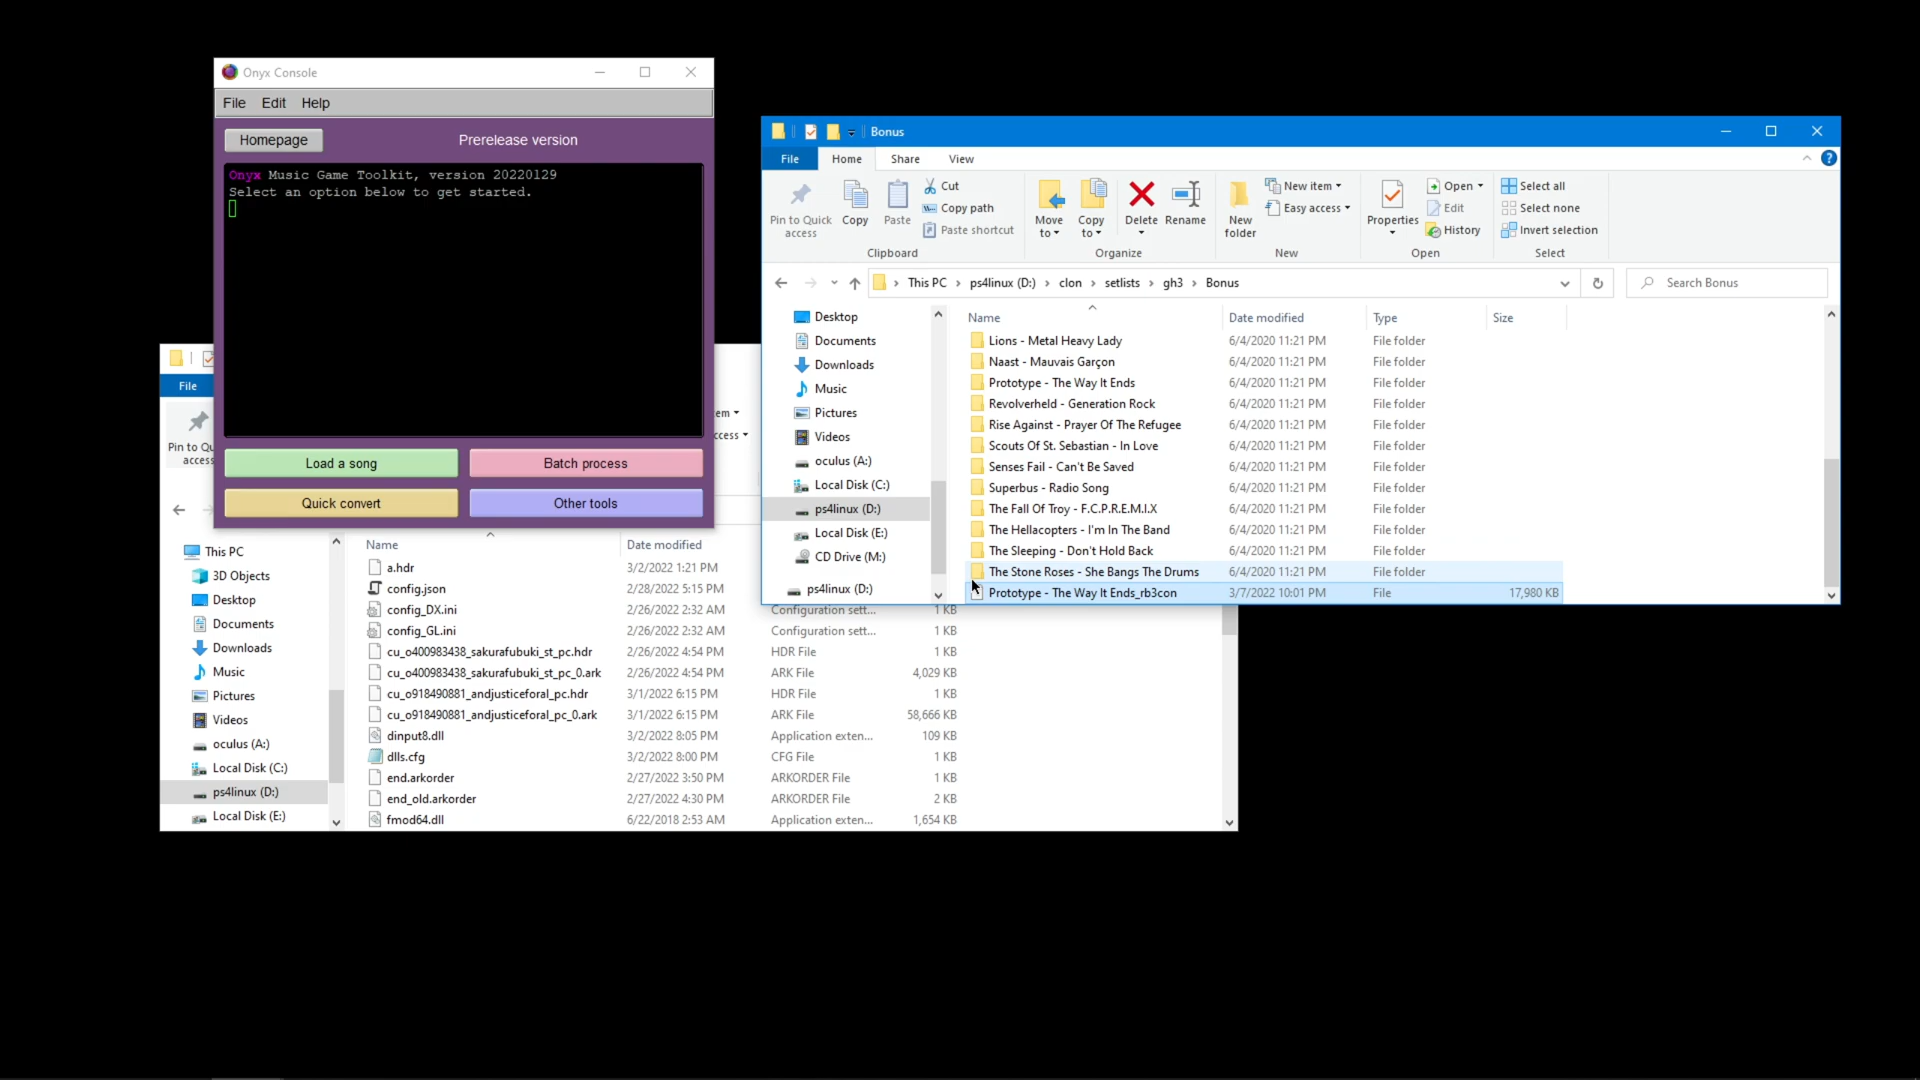 Onyx Console
File Edit Help
Homepage Prerelease version
Onyx Music Game Toolkit, version 20220129
Select an option below to get started.
Load a song Batch process
Quick convert Other tools
Bonus
File Home Share View
Pin to Quick access
Copy
Paste
Cut
Copy path
Paste shortcut
Clipboard
Move to
Copy to
Delete
Rename
Organize
New folder
New item
Easy access
New
Properties
Open
Edit
History
Open
Select all
Select none
Invert selection
Select
This PC › ps4linux (D:) › clon › setlists › gh3 › Bonus
Search Bonus
Desktop
Documents
Downloads
Music
Pictures
Videos
oculus (A:)
Local Disk (C:)
ps4linux (D:)
Local Disk (E:)
CD Drive (M:)
ps4linux (D:)
Name Date modified Type Size
Lions - Metal Heavy Lady 6/4/2020 11:21 PM File folder
Naast - Mauvais Garçon 6/4/2020 11:21 PM File folder
Prototype - The Way It Ends 6/4/2020 11:21 PM File folder
Revolverheld - Generation Rock 6/4/2020 11:21 PM File folder
Rise Against - Prayer Of The Refugee 6/4/2020 11:21 PM File folder
Scouts Of St. Sebastian - In Love 6/4/2020 11:21 PM File folder
Senses Fail - Can't Be Saved 6/4/2020 11:21 PM File folder
Superbus - Radio Song 6/4/2020 11:21 PM File folder
The Fall Of Troy - F.C.P.R.E.M.I.X 6/4/2020 11:21 PM File folder
The Hellacopters - I'm In The Band 6/4/2020 11:21 PM File folder
The Sleeping - Don't Hold Back 6/4/2020 11:21 PM File folder
The Stone Roses - She Bangs The Drums 6/4/2020 11:21 PM File folder
Prototype - The Way It Ends_rb3con 3/7/2022 10:01 PM File 17,980 KB
File
Pin to Qu
access
em
ccess
This PC
3D Objects
Desktop
Documents
Downloads
Music
Pictures
Videos
oculus (A:)
Local Disk (C:)
ps4linux (D:)
Local Disk (E:)
Name Date modified
a.hdr 3/2/2022 1:21 PM
config.json 2/28/2022 5:15 PM
config_DX.ini 2/26/2022 2:32 AM Configuration sett... 1 KB
config_GL.ini 2/26/2022 2:32 AM Configuration sett... 1 KB
cu_o400983438_sakurafubuki_st_pc.hdr 2/26/2022 4:54 PM HDR File 1 KB
cu_o400983438_sakurafubuki_st_pc_0.ark 2/26/2022 4:54 PM ARK File 4,029 KB
cu_o918490881_andjusticeforal_pc.hdr 3/1/2022 6:15 PM HDR File 1 KB
cu_o918490881_andjusticeforal_pc_0.ark 3/1/2022 6:15 PM ARK File 58,666 KB
dinput8.dll 3/2/2022 8:05 PM Application exten... 109 KB
dlls.cfg 3/2/2022 8:00 PM CFG File 1 KB
end.arkorder 2/27/2022 3:50 PM ARKORDER File 1 KB
end_old.arkorder 2/27/2022 4:30 PM ARKORDER File 2 KB
fmod64.dll 6/22/2018 2:53 AM Application exten... 1,654 KB